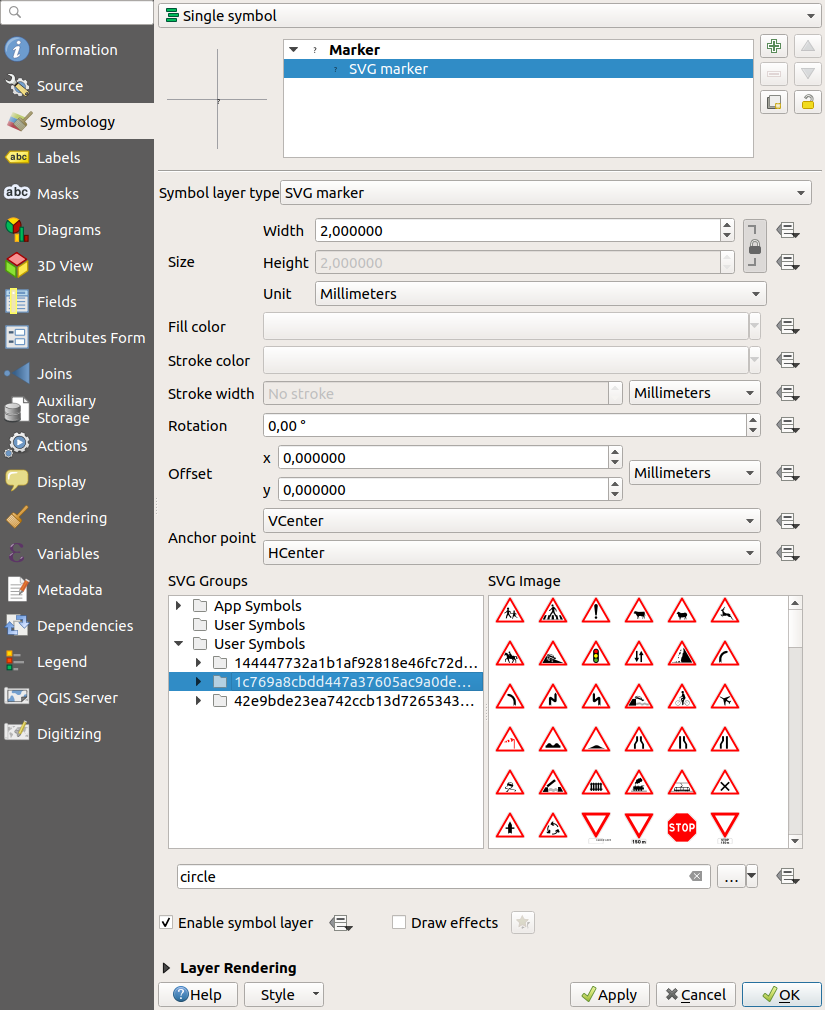 Single symbol
Information
Source
Symbology
abc Labels
abc Masks
Diagrams
3D View
Fields
Attributes Form
Joins
Auxiliary
Storage
Actions
Display
Rendering
Variables
Metadata
Dependencies
Legend
QGIS Server
Digitizing
? Marker
? SVG marker
?
Symbol layer type SVG marker
Size
Width 2,000000
Height 2,000000
Unit Millimeters
Fill color
Stroke color
Stroke width No stroke Millimeters
Rotation 0,00 °
Offset
x 0,000000
Millimeters
y 0,000000
Anchor point
VCenter
HCenter
SVG Groups
App Symbols
User Symbols
User Symbols
144447732a1b1af92818e46fc72d...
1c769a8cbdd447a37605ac9a0de...
42e9bde23ea742ccb13d7265343...
SVG Image
150 m
STOP
circle
...
Enable symbol layer
Draw effects
Layer Rendering
Help
Style
Apply
Cancel
OK